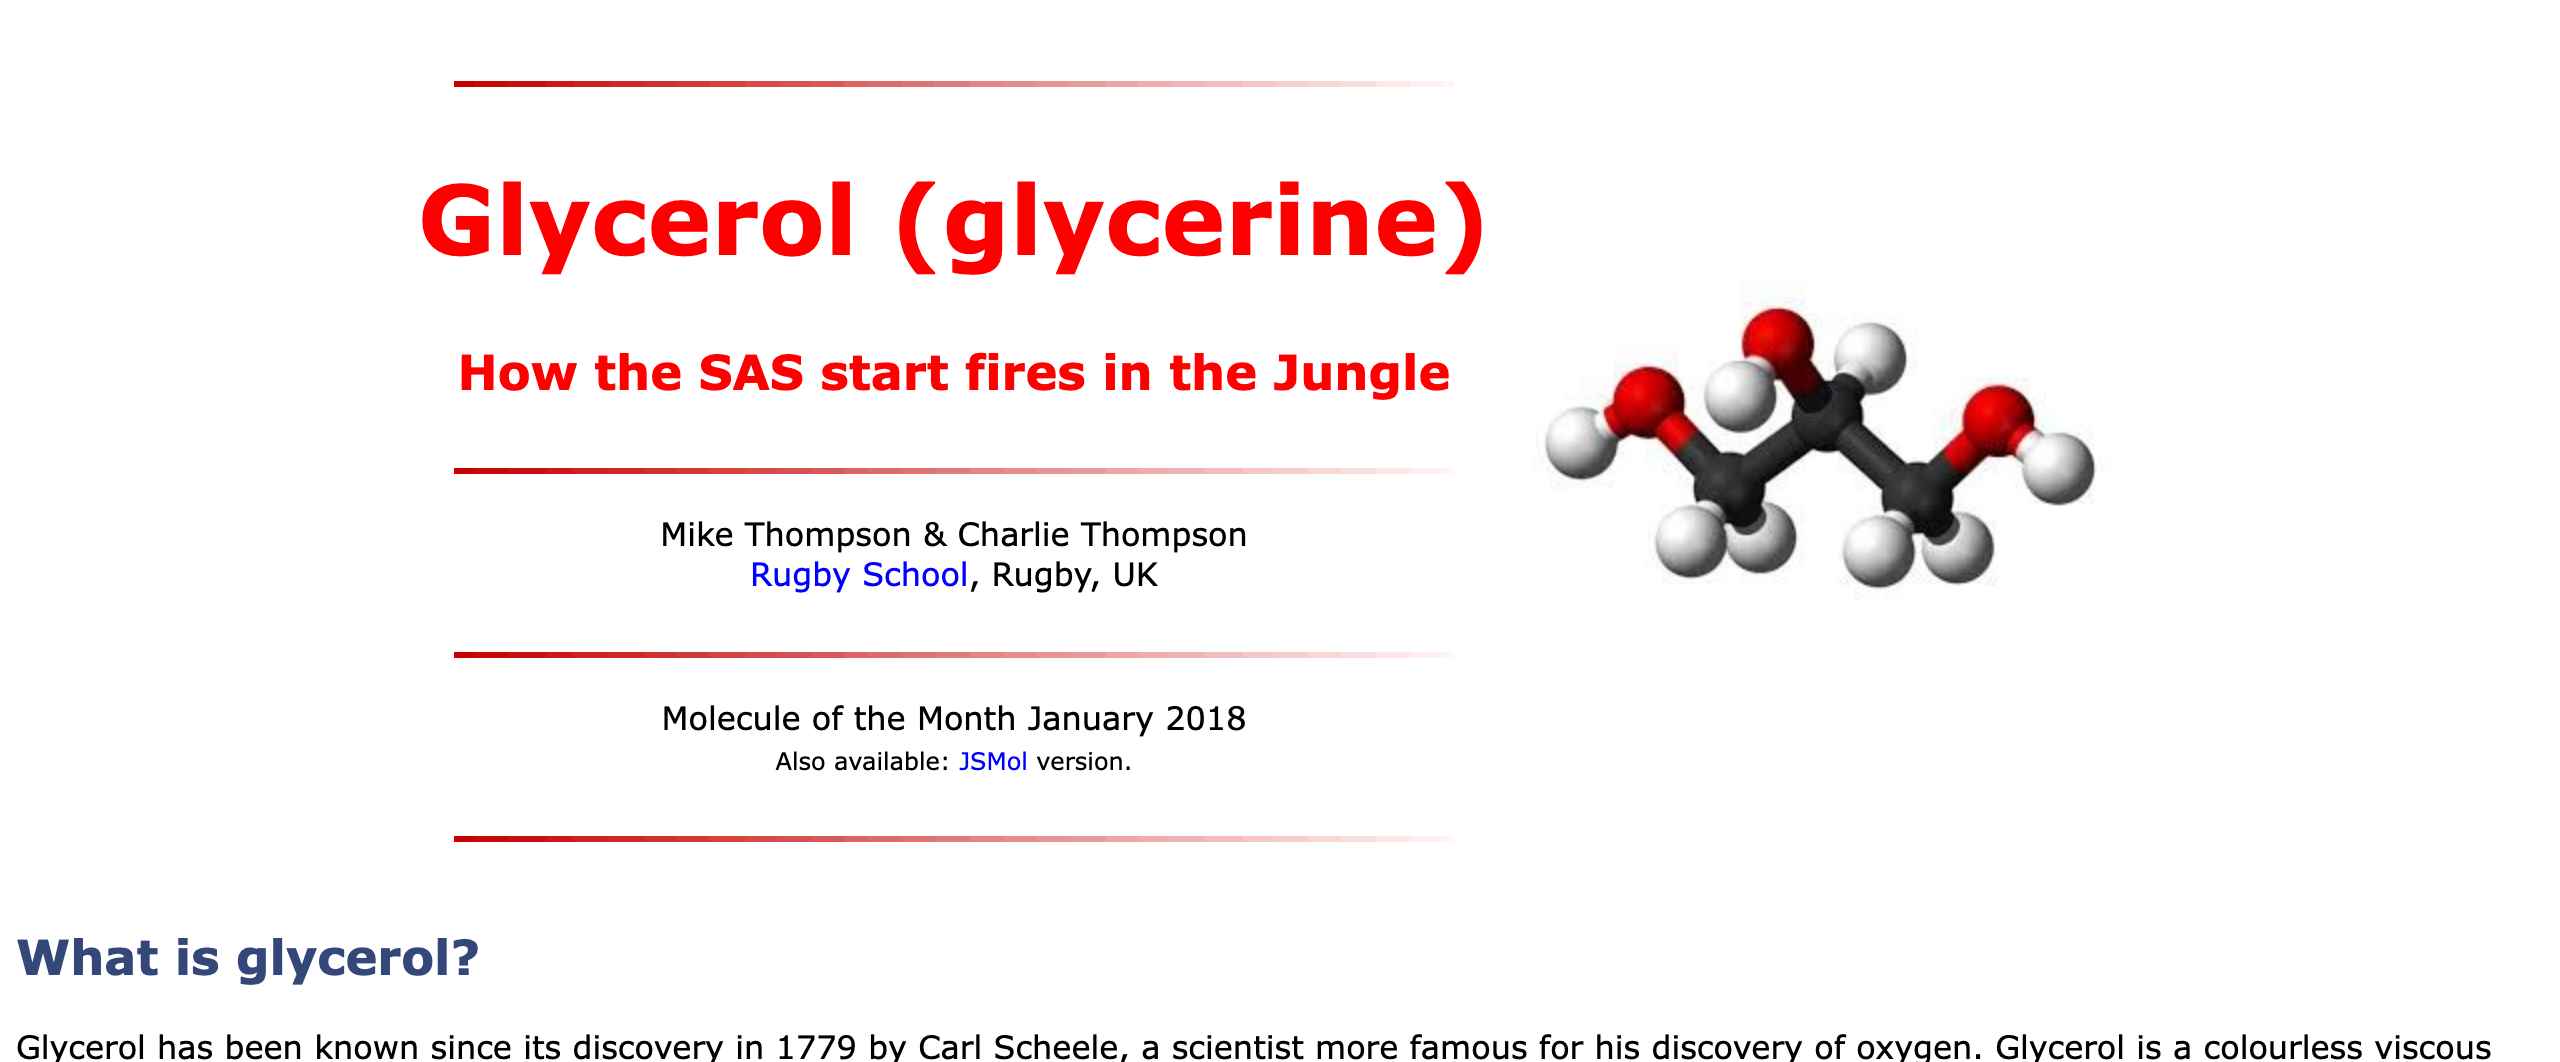 Glycerol (glycerine)
How the SAS start fires in the Jungle
Mike Thompson & Charlie Thompson
Rugby School, Rugby, UK
Molecule of the Month January 2018
Also available: JSMol version.
What is glycerol?
Glycerol has been known since its discovery in 1779 by Carl Scheele, a scientist more famous for his discovery of oxygen. Glycerol is a colourless viscous